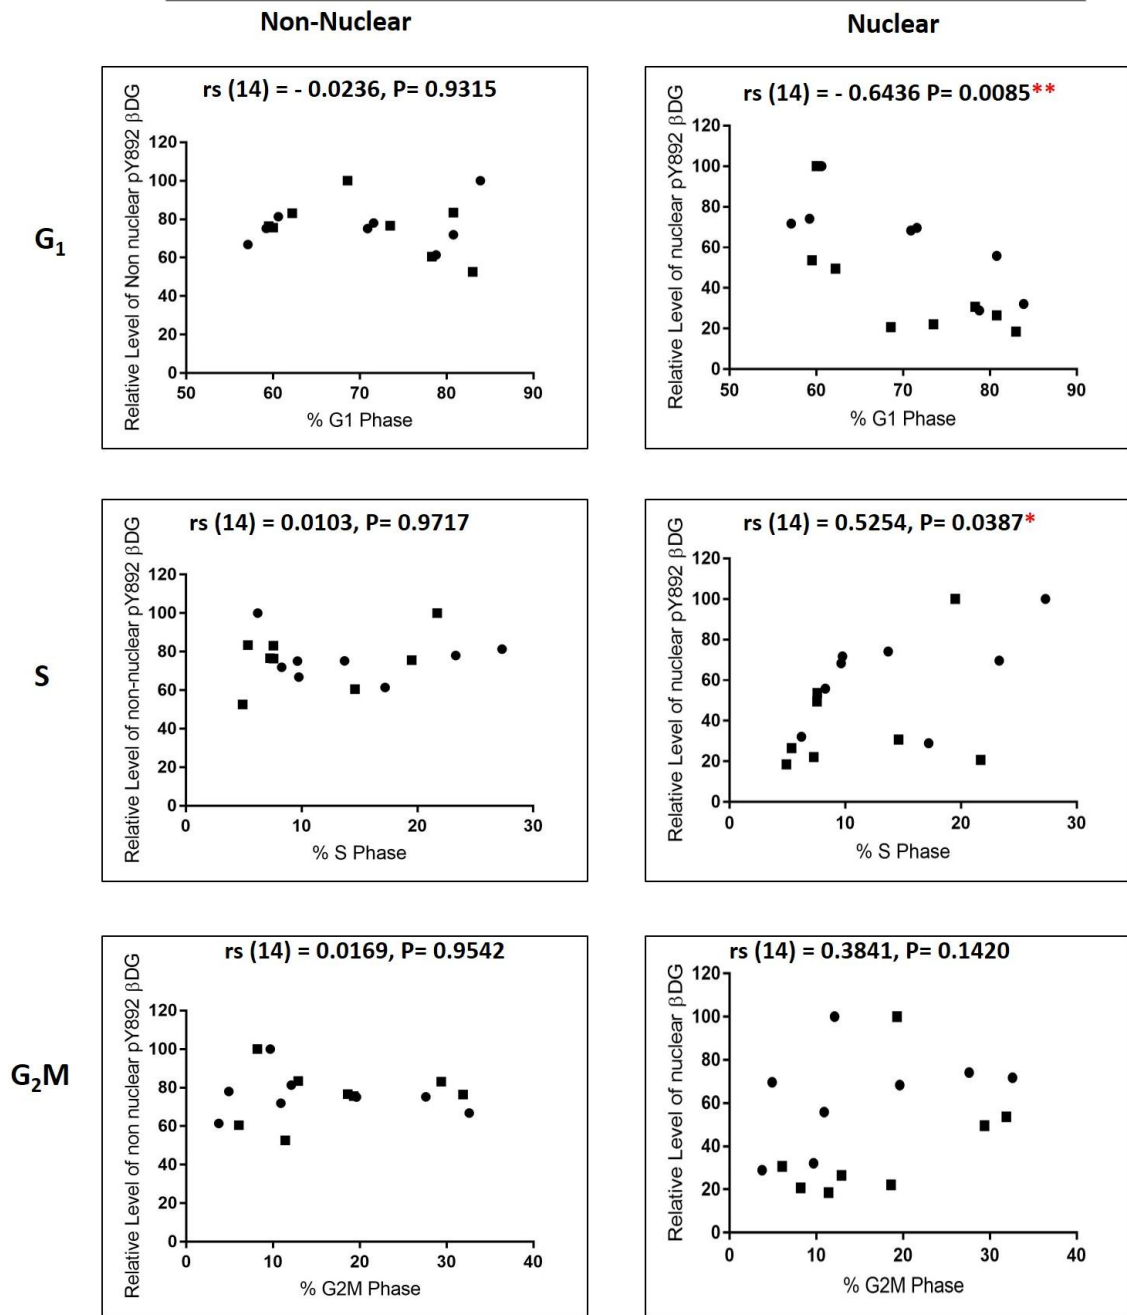 Non-Nuclear
Nuclear
G1
rs (14) = - 0.0236, P= 0.9315
Relative Level of Non nuclear pY892 βDG
120
100
80
60
40
20
0
50 60 70 80 90
% G1 Phase
rs (14) = - 0.6436 P= 0.0085**
Relative Level of nuclear pY892 βDG
120
100
80
60
40
20
0
50 60 70 80 90
% G1 Phase
S
rs (14) = 0.0103, P= 0.9717
Relative Level of non-nuclear pY892 βDG
120
100
80
60
40
20
0
0 10 20 30
% S Phase
rs (14) = 0.5254, P= 0.0387*
Relative Level of nuclear pY892 βDG
120
100
80
60
40
20
0
0 10 20 30
% S Phase
G2M
rs (14) = 0.0169, P= 0.9542
Relative Level of non nuclear pY892 βDG
120
100
80
60
40
20
0
0 10 20 30 40
% G2M Phase
rs (14) = 0.3841, P= 0.1420
Relative Level of nuclear βDG
120
100
80
60
40
20
0
0 10 20 30 40
% G2M Phase